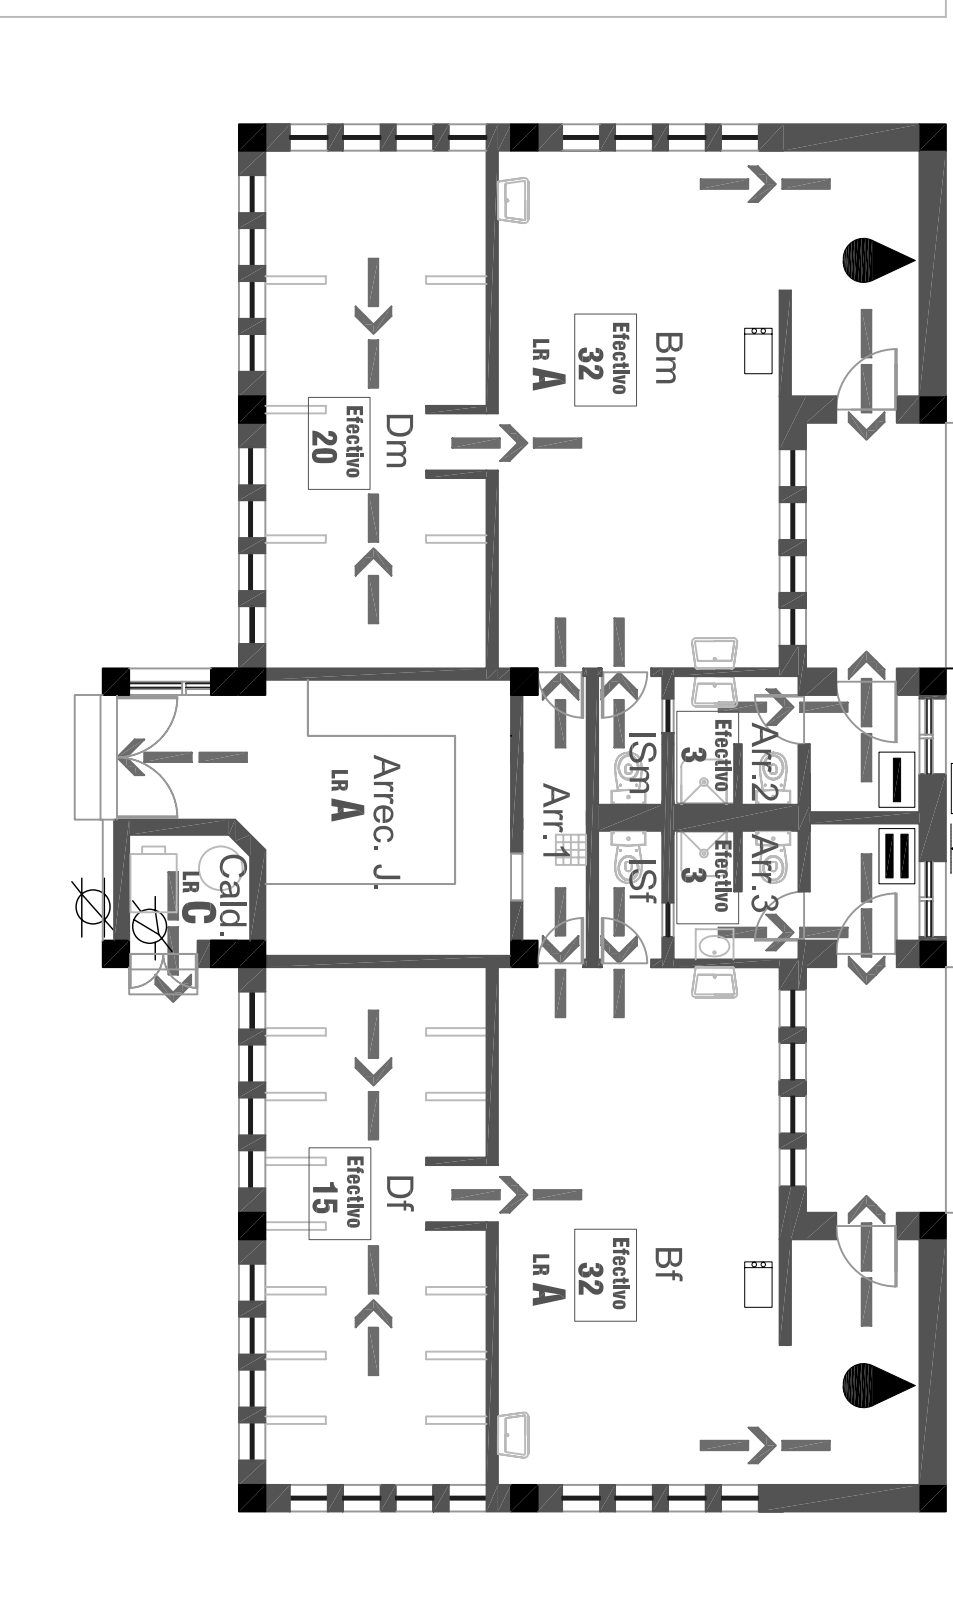 Bm
Efectivo
32
LR A
Dm
Efectivo
20
Arr.2
Efectivo
3
ISm
Arr.1
Arrec. J.
LR A
Arr.3
Efectivo
3
ISf
Cald.
LR C
Bf
Efectivo
32
LR A
Df
Efectivo
15